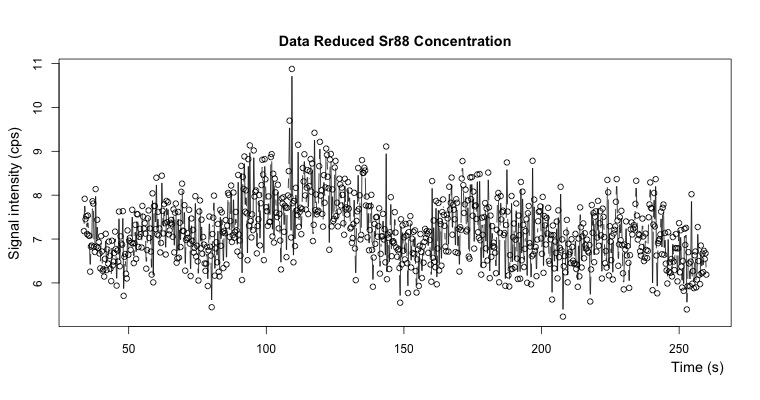 Data Reduced Sr88 Concentration
Signal intensity (cps)
11
10
9
8
7
6
50 100 150 200 250
Time (s)